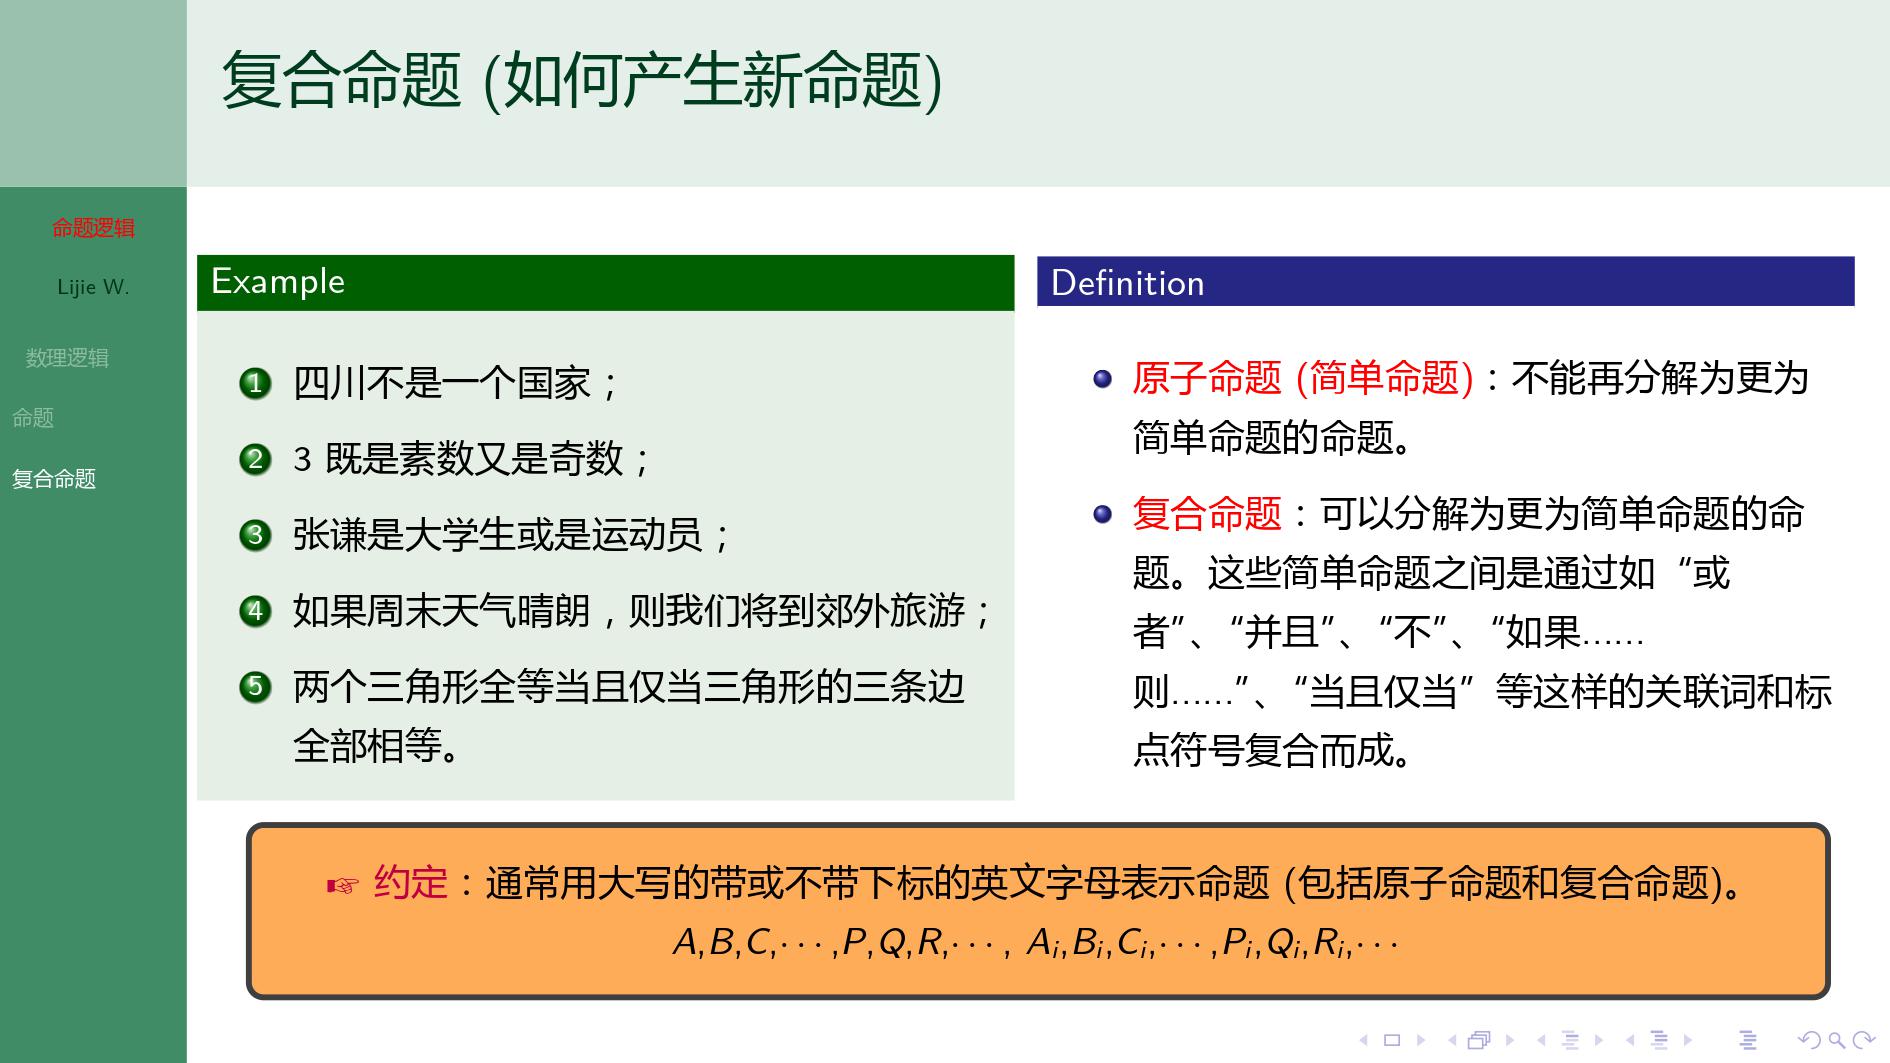 复合命题 (如何产生新命题)
命题逻辑
Lijie W.
数理逻辑
命题
复合命题
Example
1 四川不是一个国家；
2 3 既是素数又是奇数；
3 张谦是大学生或是运动员；
4 如果周末天气晴朗，则我们将到郊外旅游；
5 两个三角形全等当且仅当三角形的三条边
全部相等。
Definition
原子命题 (简单命题)：不能再分解为更为
简单命题的命题。
复合命题：可以分解为更为简单命题的命
题。这些简单命题之间是通过如“或
者”、“并且”、“不”、“如果……
则……”、“当且仅当”等这样的关联词和标
点符号复合而成。
☞ 约定：通常用大写的带或不带下标的英文字母表示命题 (包括原子命题和复合命题)。
A,B,C,··· ,P,Q,R,··· , Aᵢ,Bᵢ,Cᵢ,··· ,Pᵢ,Qᵢ,Rᵢ,···